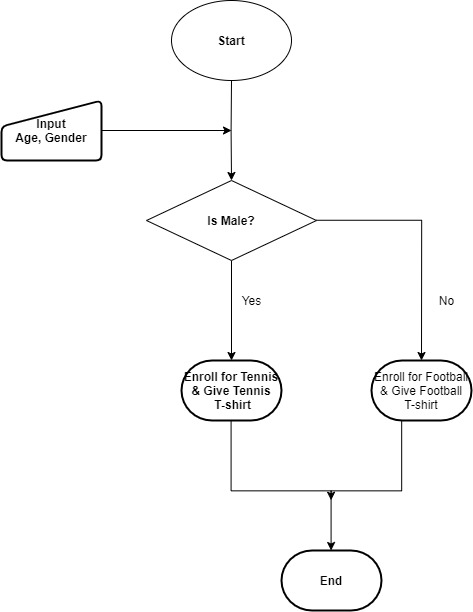 Start
Input
Age, Gender
Is Male?
Yes
No
Enroll for Tennis
& Give Tennis
T-shirt
Enroll for Football
& Give Football
T-shirt
End